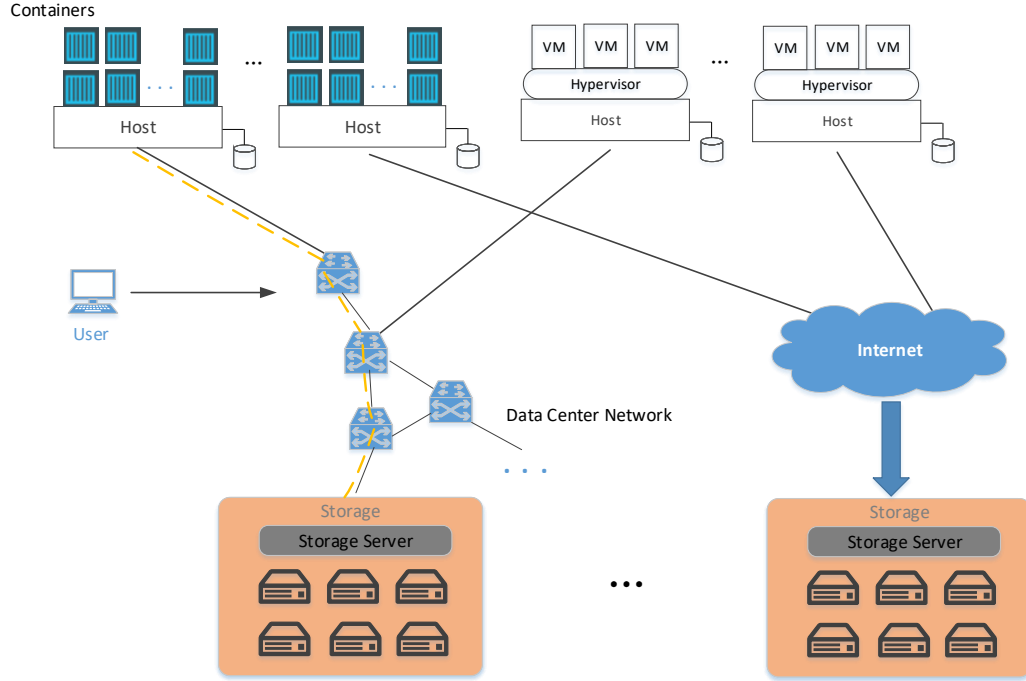 Containers
...
VM VM VM
...
VM VM VM
...
...
Hypervisor
Hypervisor
Host
Host
Host
Host
User
Internet
Data Center Network
...
Storage
Storage
Storage Server
Storage Server
...